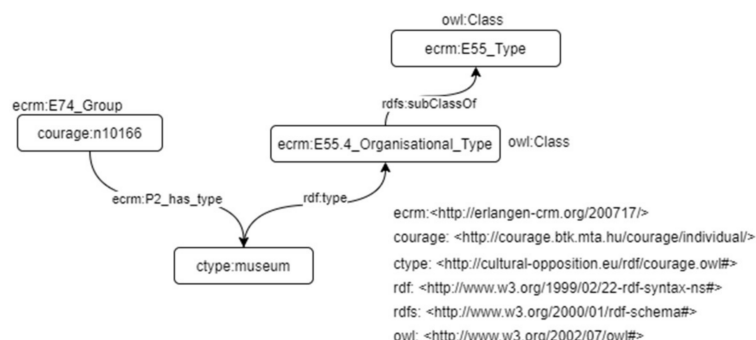 owl:Class
ecrm:E55_Type
rdfs:subClassOf
ecrm:E74_Group
courage:n10166
ecrm:E55.4_Organisational_Type
owl:Class
ecrm:P2_has_type
rdf:type
ctype:museum
ecrm:<http://erlangen-crm.org/200717/>
courage: <http://courage.btk.mta.hu/courage/individual/>
ctype: <http://cultural-opposition.eu/rdf/courage.owl#>
rdf: <http://www.w3.org/1999/02/22-rdf-syntax-ns#>
rdfs: <http://www.w3.org/2000/01/rdf-schema#>
owl: <http://www.w3.org/2002/07/owl#>